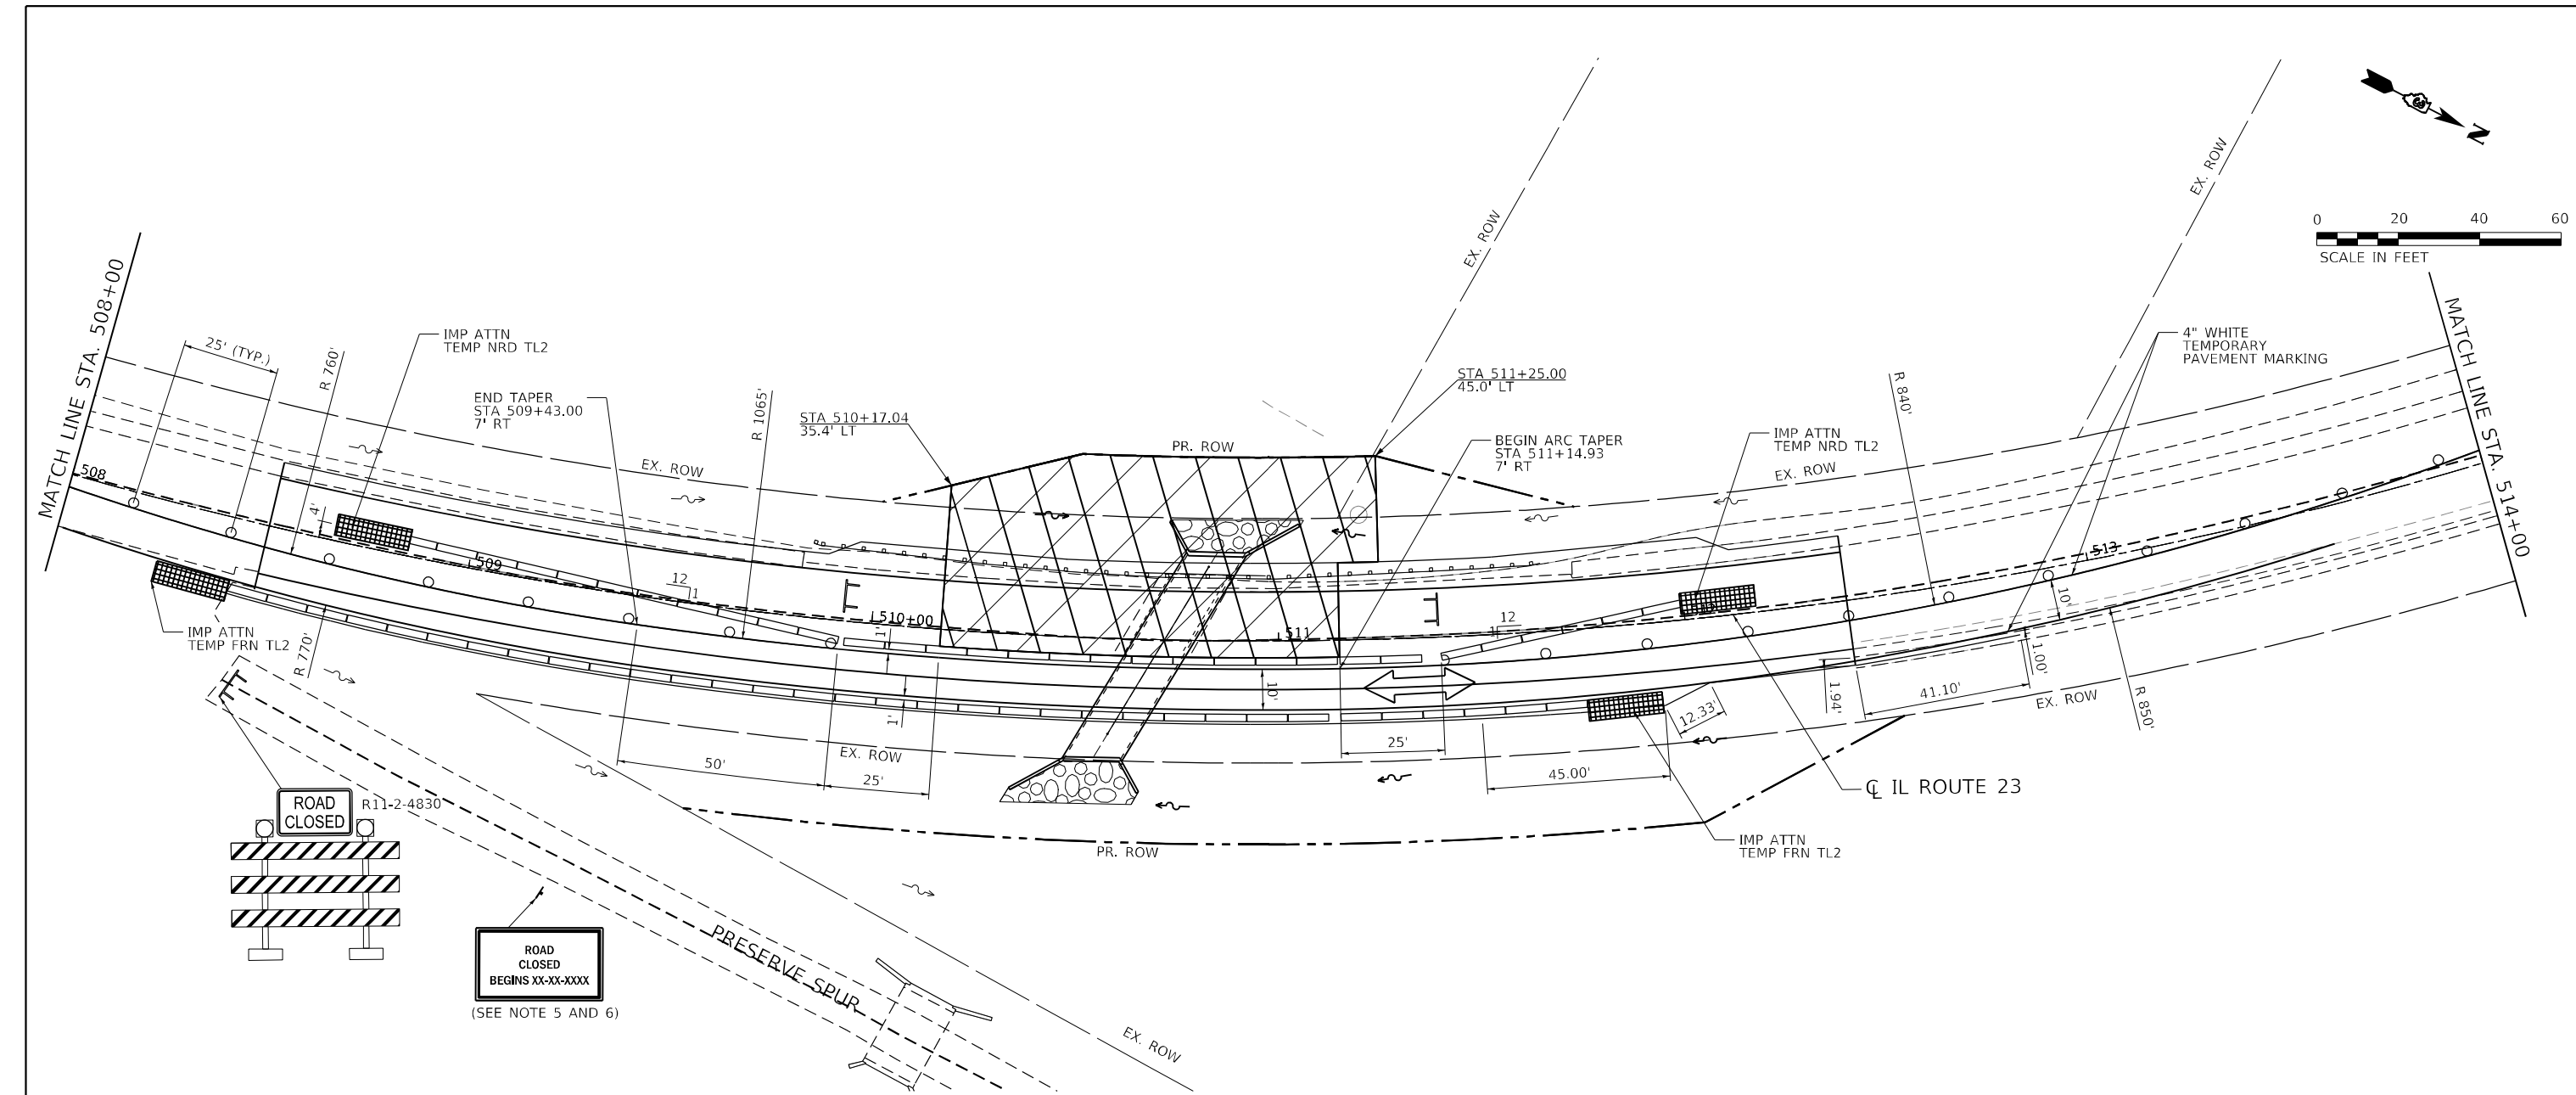 N
0 20 40 60
SCALE IN FEET
MATCH LINE STA. 508+00
MATCH LINE STA. 514+00
EX. ROW
EX. ROW
25' (TYP.)
R 760'
IMP ATTN
TEMP NRD TL2
END TAPER
STA 509+43.00
7' RT
R 1065'
STA 510+17.04
35.4' LT
PR. ROW
STA 511+25.00
45.0' LT
BEGIN ARC TAPER
STA 511+14.93
7' RT
IMP ATTN
TEMP NRD TL2
R 840'
4" WHITE
TEMPORARY
PAVEMENT MARKING
EX. ROW
EX. ROW
508
4'
509
12
1
510+00
1'
511
12
1
513
10'
IMP ATTN
TEMP FRN TL2
R 770'
1'
10'
12.33'
1.94'
41.10'
1.00'
R 850'
EX. ROW
50'
25'
EX. ROW
25'
45.00'
℄ IL ROUTE 23
IMP ATTN
TEMP FRN TL2
PR. ROW
ROAD
CLOSED
R11-2-4830
ROAD
CLOSED
BEGINS XX-XX-XXXX
(SEE NOTE 5 AND 6)
PRESERVE SPUR
EX. ROW